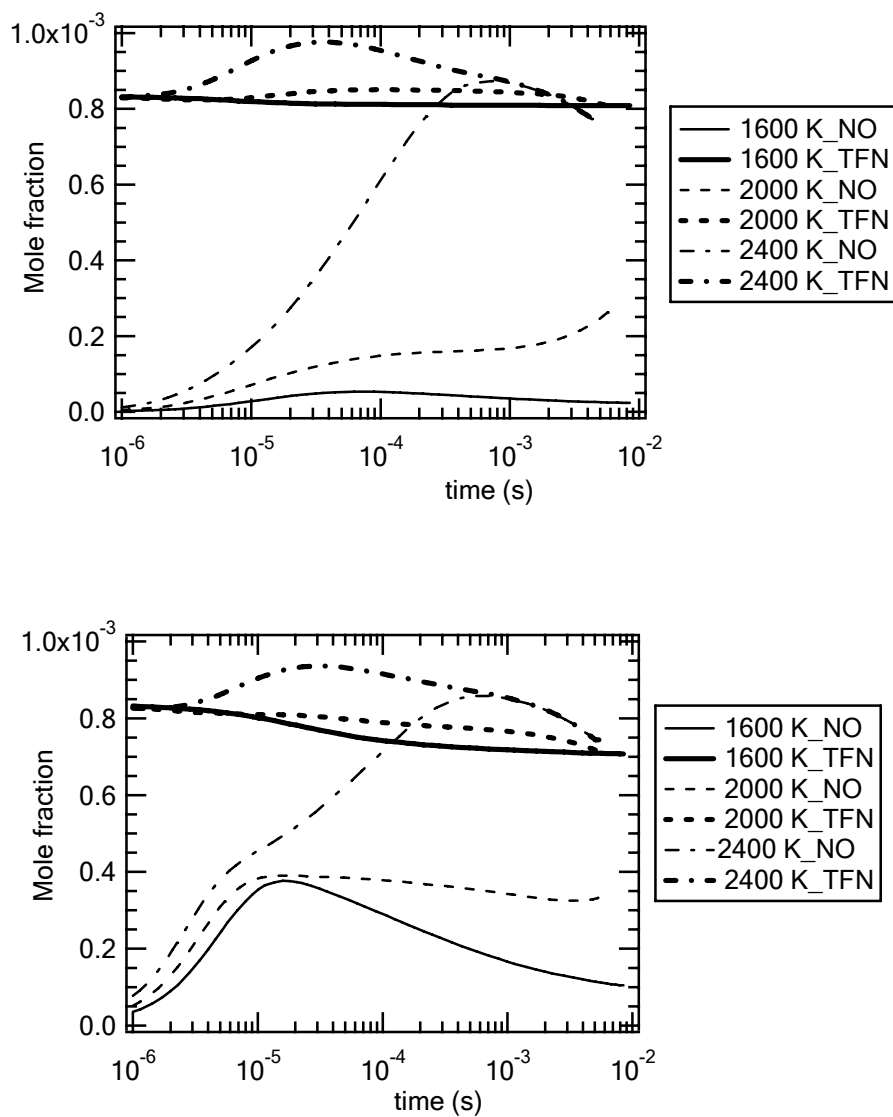 1.0x10-3
0.8
0.6
0.4
0.2
0.0
Mole fraction
10-6
10-5
10-4
10-3
10-2
time (s)
1600 K_NO
1600 K_TFN
2000 K_NO
2000 K_TFN
2400 K_NO
2400 K_TFN
1.0x10-3
0.8
0.6
0.4
0.2
0.0
Mole fraction
10-6
10-5
10-4
10-3
10-2
time (s)
1600 K_NO
1600 K_TFN
2000 K_NO
2000 K_TFN
2400 K_NO
2400 K_TFN